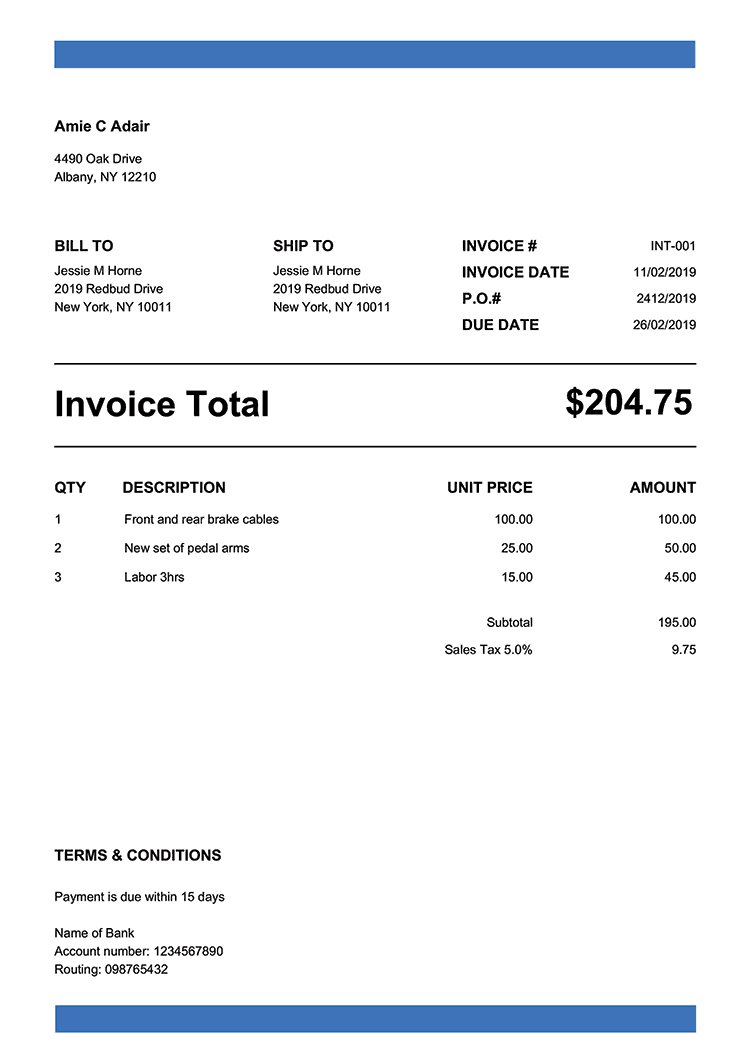 Amie C Adair
4490 Oak Drive
Albany, NY 12210
BILL TO
Jessie M Horne
2019 Redbud Drive
New York, NY 10011
SHIP TO
Jessie M Horne
2019 Redbud Drive
New York, NY 10011
INVOICE # INT-001
INVOICE DATE 11/02/2019
P.O.# 2412/2019
DUE DATE 26/02/2019
Invoice Total $204.75
QTY DESCRIPTION UNIT PRICE AMOUNT
1 Front and rear brake cables 100.00 100.00
2 New set of pedal arms 25.00 50.00
3 Labor 3hrs 15.00 45.00
Subtotal 195.00
Sales Tax 5.0% 9.75
TERMS & CONDITIONS
Payment is due within 15 days
Name of Bank
Account number: 1234567890
Routing: 098765432